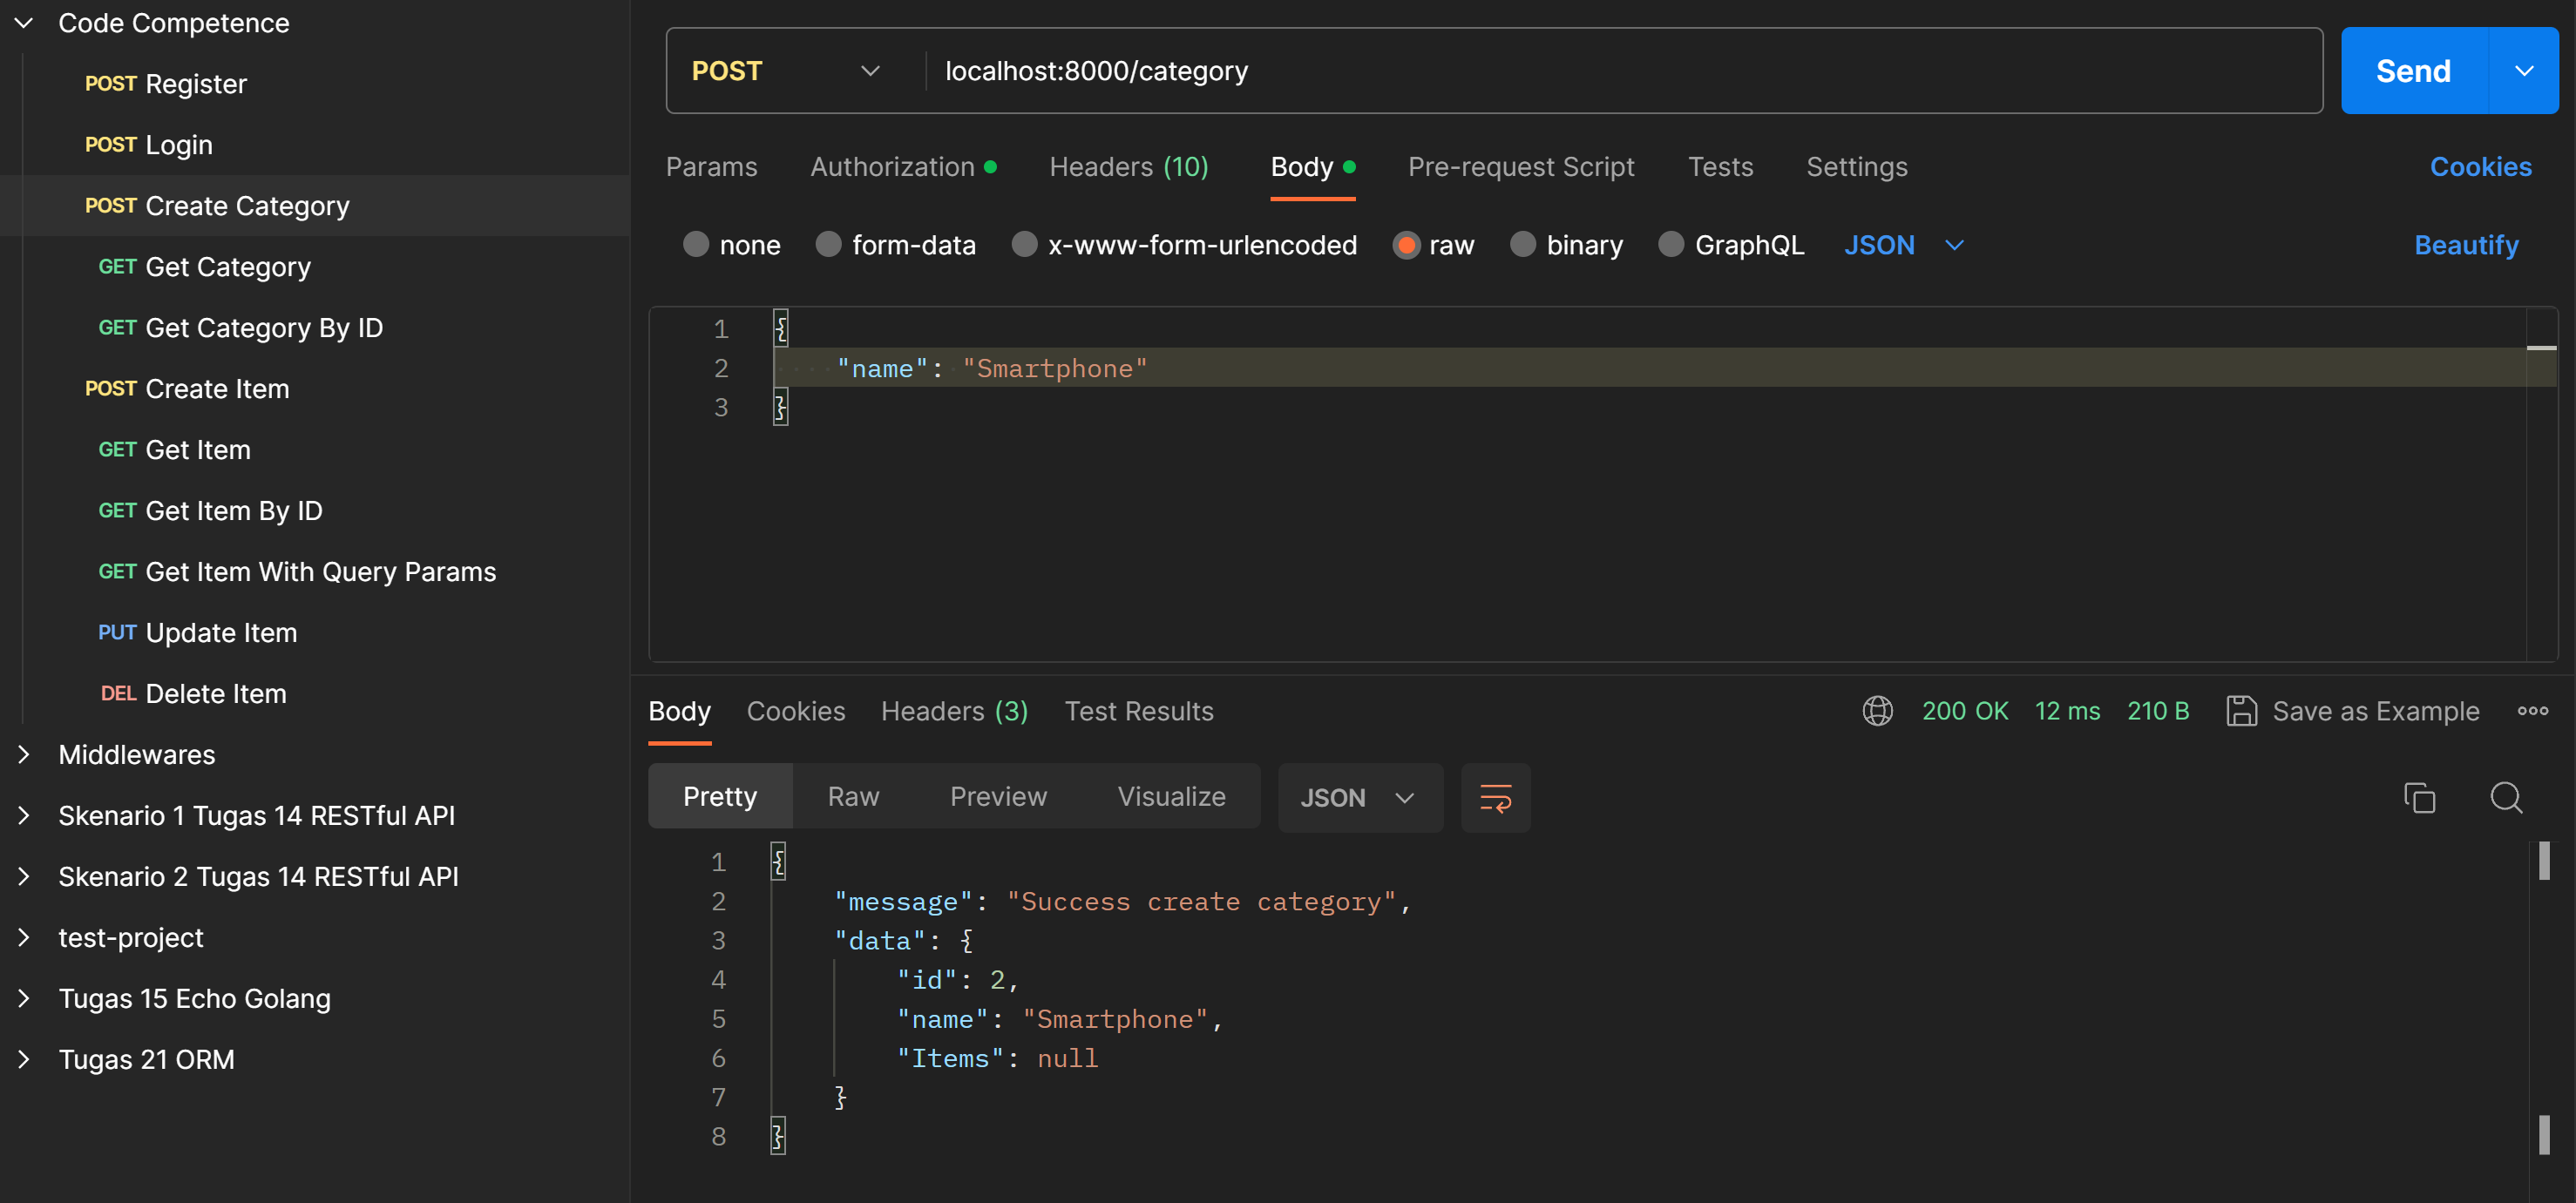 Code Competence
POST Register
POST Login
POST Create Category
GET Get Category
GET Get Category By ID
POST Create Item
GET Get Item
GET Get Item By ID
GET Get Item With Query Params
PUT Update Item
DEL Delete Item
Middlewares
Skenario 1 Tugas 14 RESTful API
Skenario 2 Tugas 14 RESTful API
test-project
Tugas 15 Echo Golang
Tugas 21 ORM
POST localhost:8000/category Send
Params Authorization Headers (10) Body Pre-request Script Tests Settings Cookies
none form-data x-www-form-urlencoded raw binary GraphQL JSON Beautify
1 {
2 "name": "Smartphone"
3 }
Body Cookies Headers (3) Test Results 200 OK 12 ms 210 B Save as Example
Pretty Raw Preview Visualize JSON
1 {
2 "message": "Success create category",
3 "data": {
4 "id": 2,
5 "name": "Smartphone",
6 "Items": null
7 }
8 }